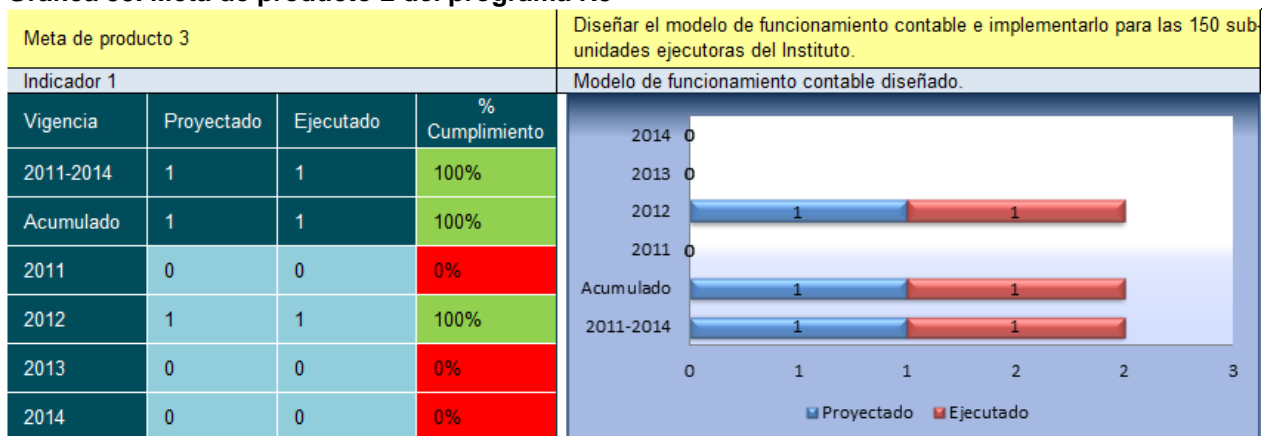 Meta de producto 3
Diseñar el modelo de funcionamiento contable e implementarlo para las 150 sub-
unidades ejecutoras del Instituto.
Indicador 1
Modelo de funcionamiento contable diseñado.
Vigencia Proyectado Ejecutado % Cumplimiento
2011-2014 1 1 100%
Acumulado 1 1 100%
2011 0 0 0%
2012 1 1 100%
2013 0 0 0%
2014 0 0 0%
2014 0
2013 0
2012 1 1
2011 0
Acumulado 1 1
2011-2014 1 1
0 1 1 2 2 3
Proyectado Ejecutado